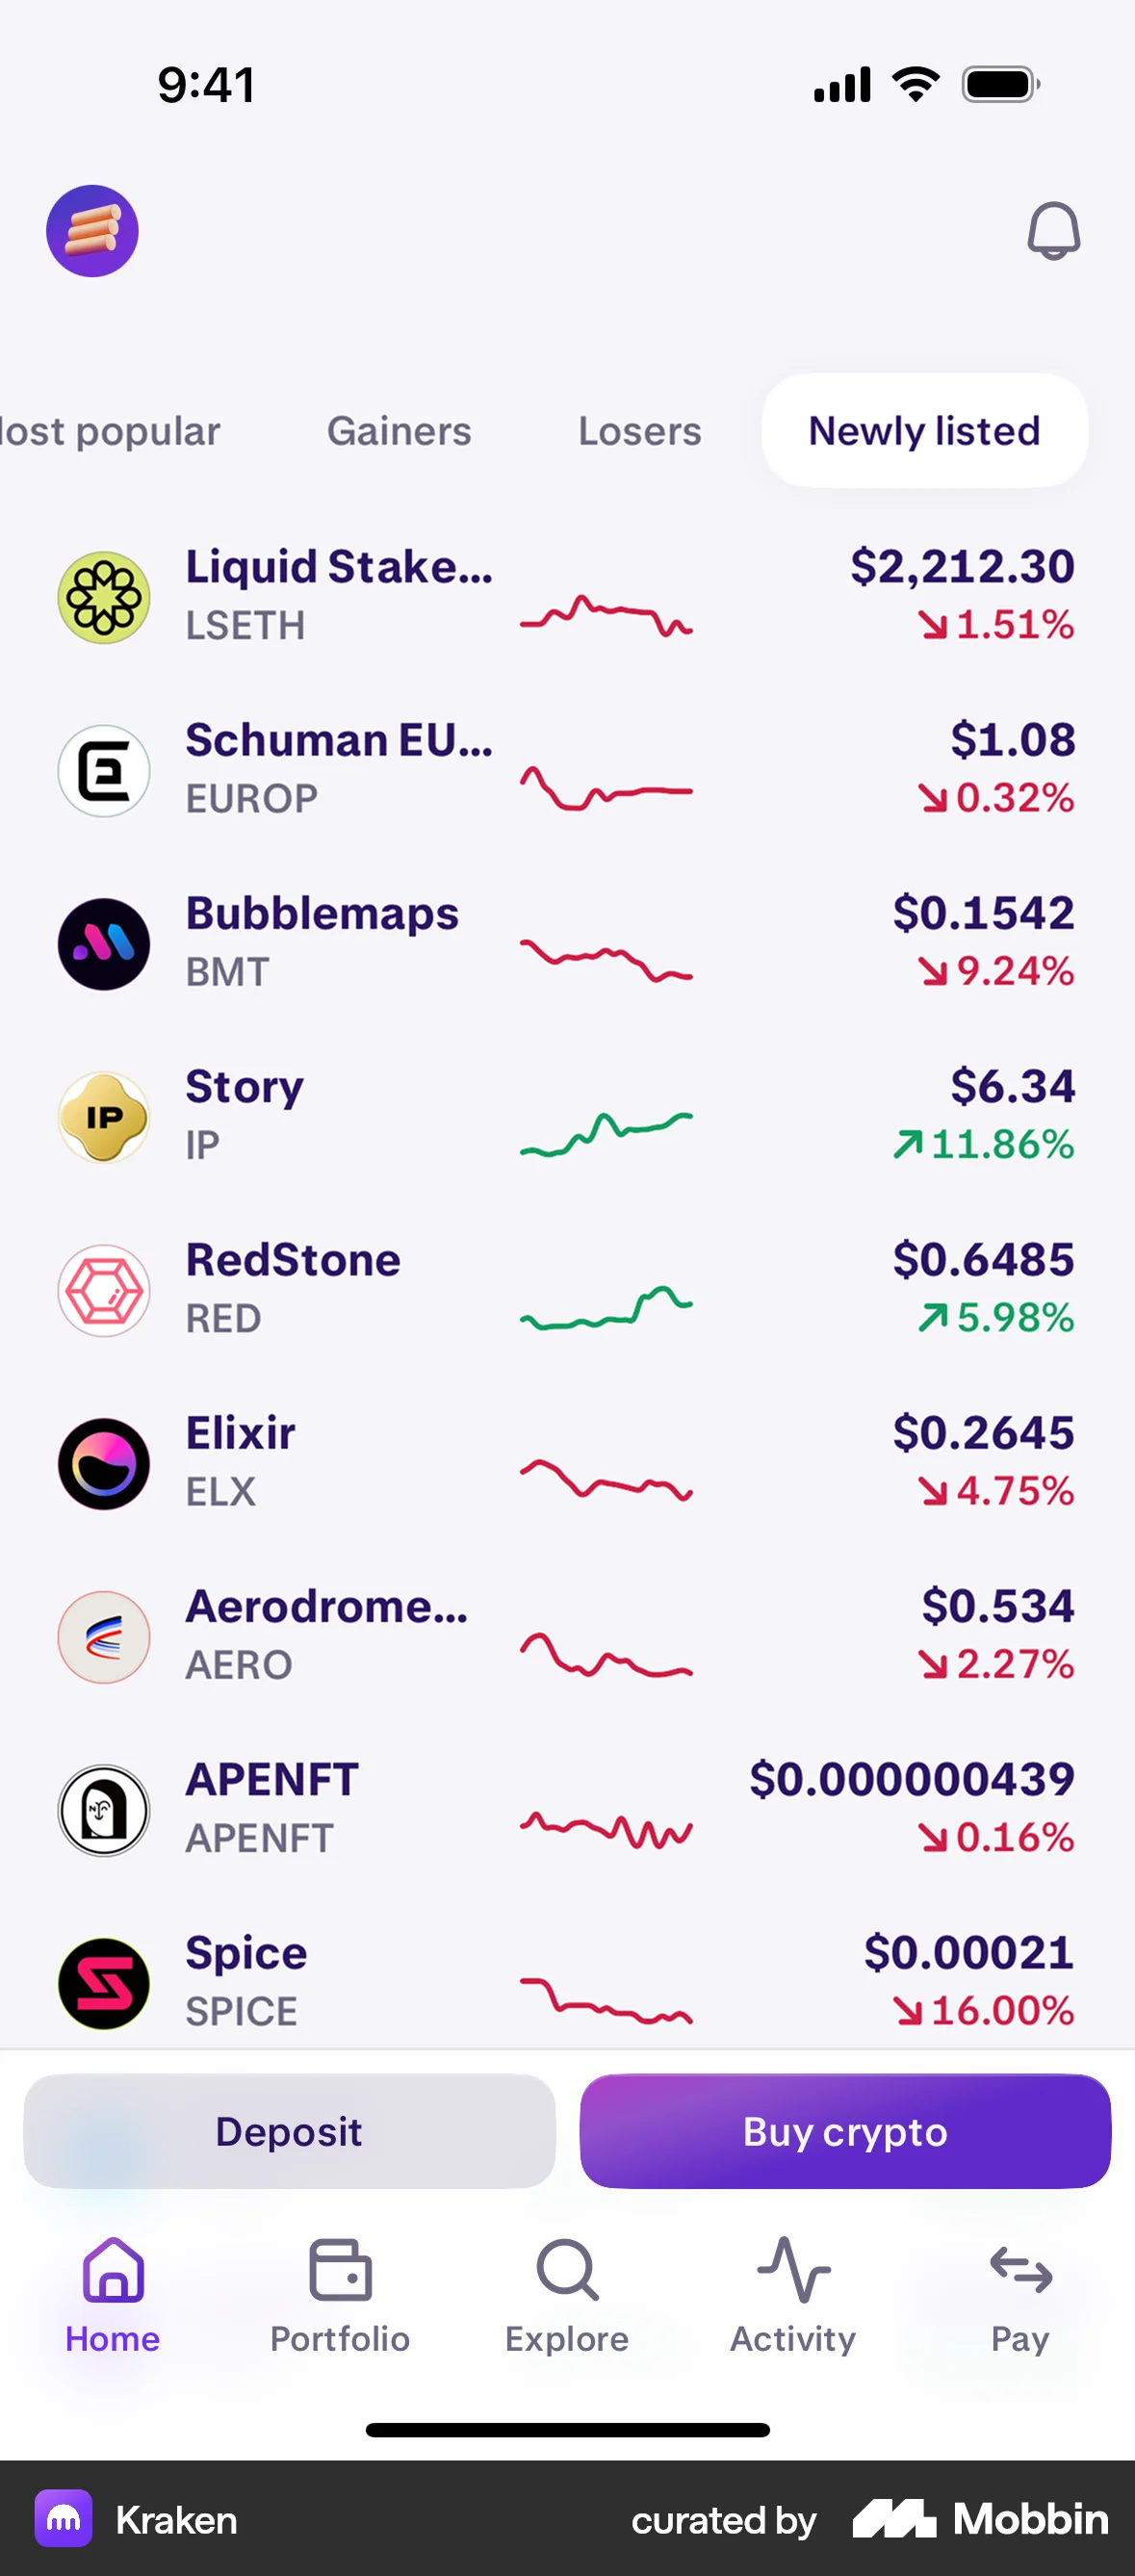 9:41
ost popular Gainers Losers Newly listed
Liquid Stake... $2,212.30
LSETH 1.51%
Schuman EU... $1.08
EUROP 0.32%
Bubblemaps $0.1542
BMT 9.24%
IP
Story $6.34
IP 11.86%
RedStone $0.6485
RED 5.98%
Elixir $0.2645
ELX 4.75%
Aerodrome... $0.534
AERO 2.27%
APENFT $0.000000439
APENFT 0.16%
Spice $0.00021
SPICE 16.00%
Deposit Buy crypto
Home Portfolio Explore Activity Pay
Kraken curated by Mobbin